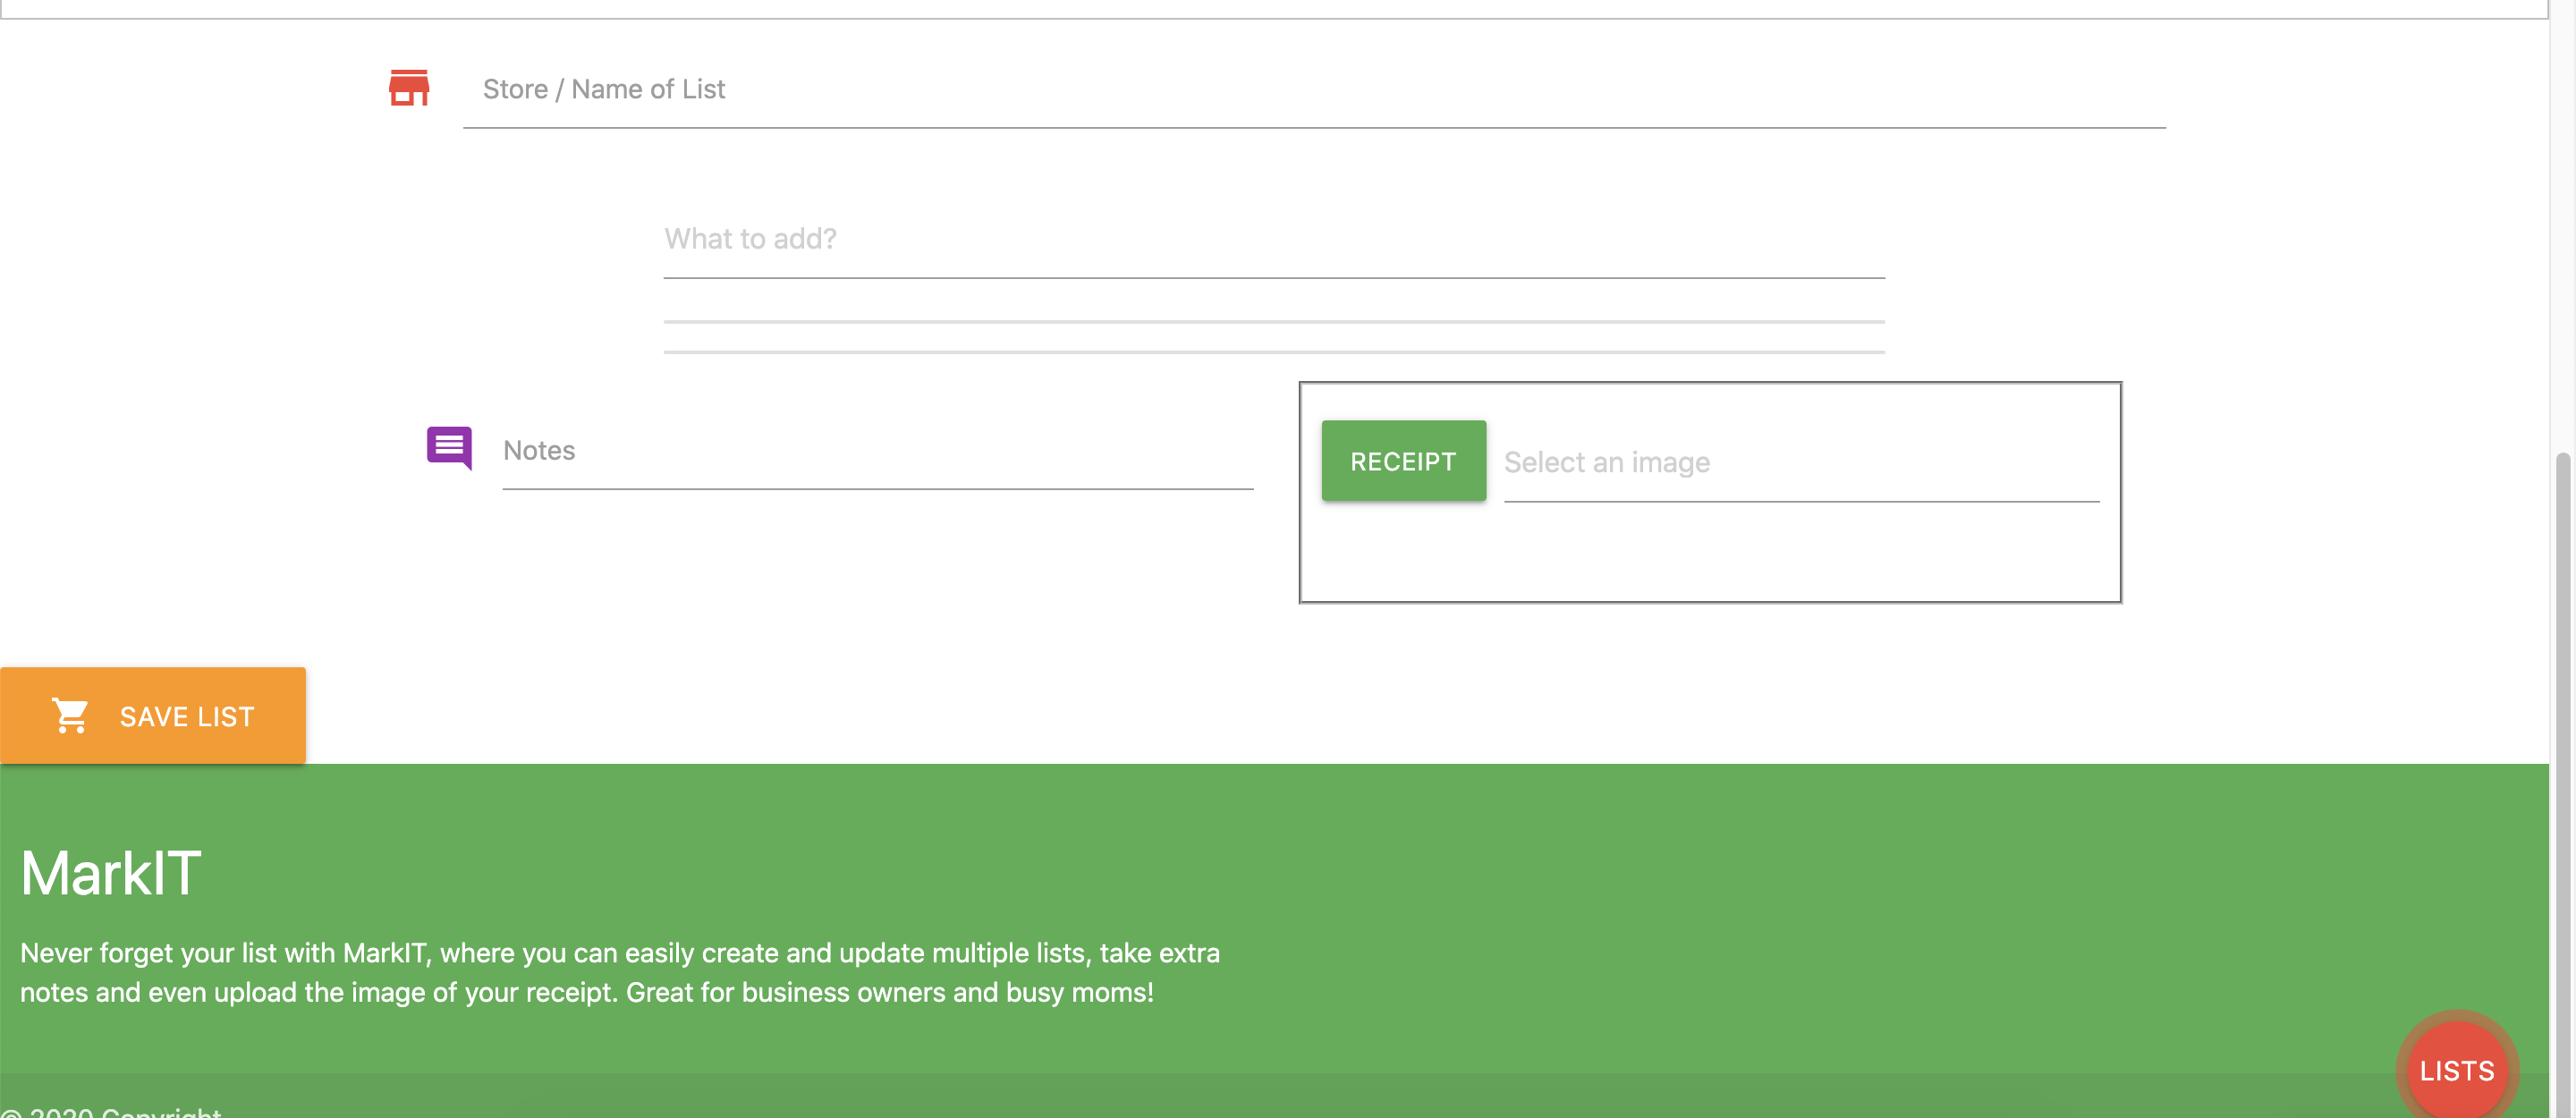 Store / Name of List
What to add?
Notes
RECEIPT
Select an image
SAVE LIST
MarkIT
Never forget your list with MarkIT, where you can easily create and update multiple lists, take extra
notes and even upload the image of your receipt. Great for business owners and busy moms!
LISTS
© 2020 Copyright